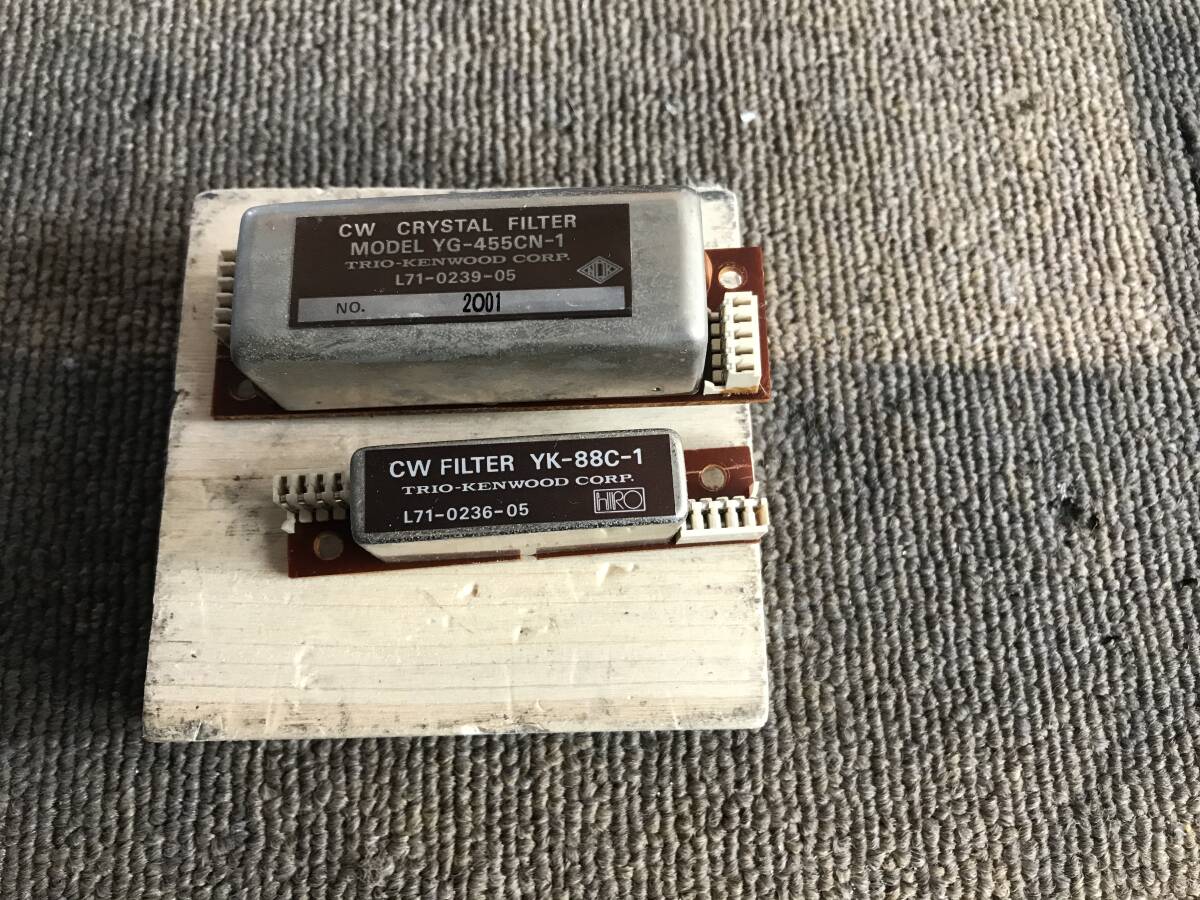 CW CRYSTAL FILTER
MODEL YG-455CN-1
TRIO-KENWOOD CORP.
L71-0239-05
NDK
NO. 2001
CW FILTER YK-88C-1
TRIO-KENWOOD CORP.
L71-0236-05
HIRO